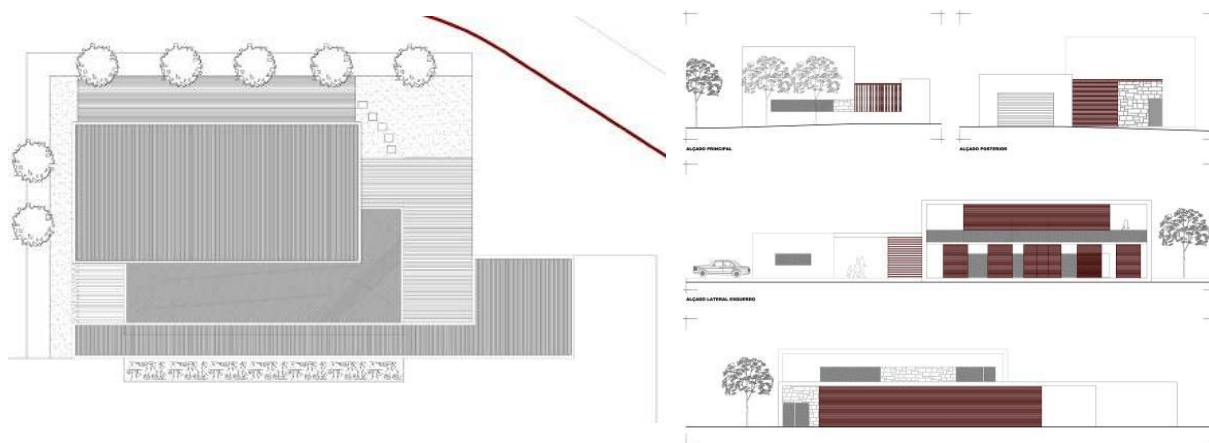 ALÇADO PRINCIPAL
ALÇADO POSTERIOR
ALÇADO LATERAL ESQUERDO